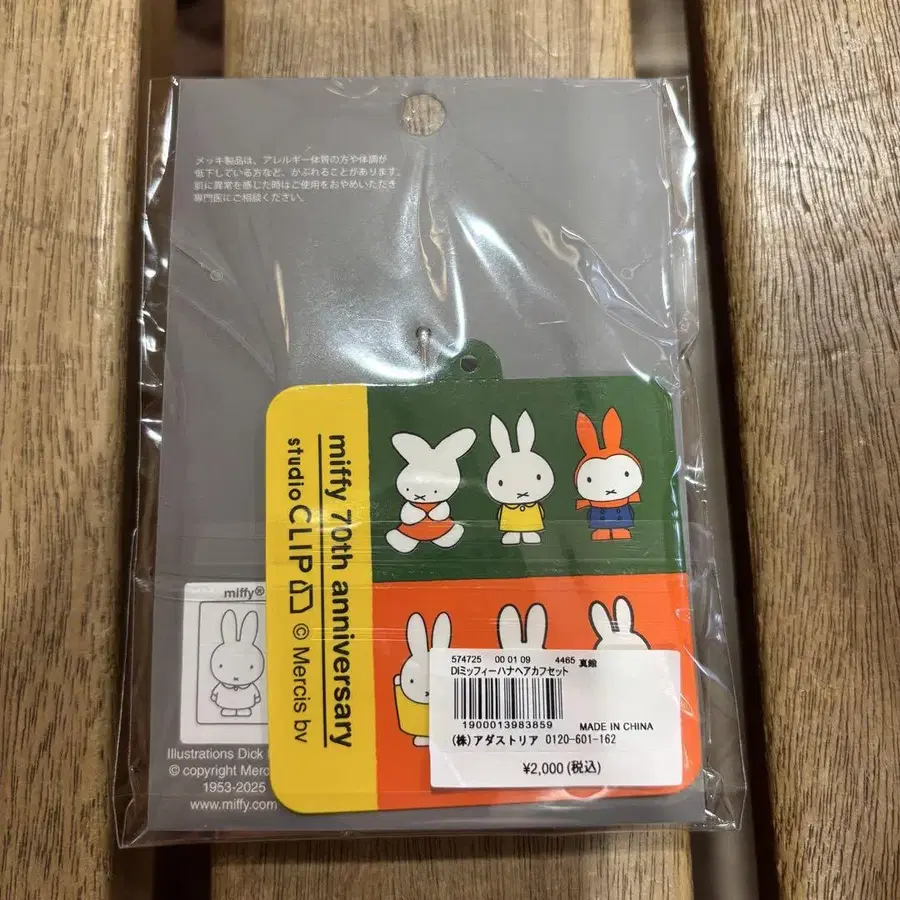 メッキ製品は、アレルギー体質の方や体調が
低下している方など、かぶれることがあります。
肌に異常を感じた時はご使用をおやめいただき
専門医にご相談ください。
miffy 70th anniversary
studio CLIP © Mercis bv
miffy®
Illustrations Dick
© copyright Merc
1953-2025
www.miffy.com
574725 00 01 09 4465 真鍮
DIミッフィーハナヘアカフセット
1900013983859
MADE IN CHINA
(株)アダストリア 0120-601-162
¥2,000(税込)